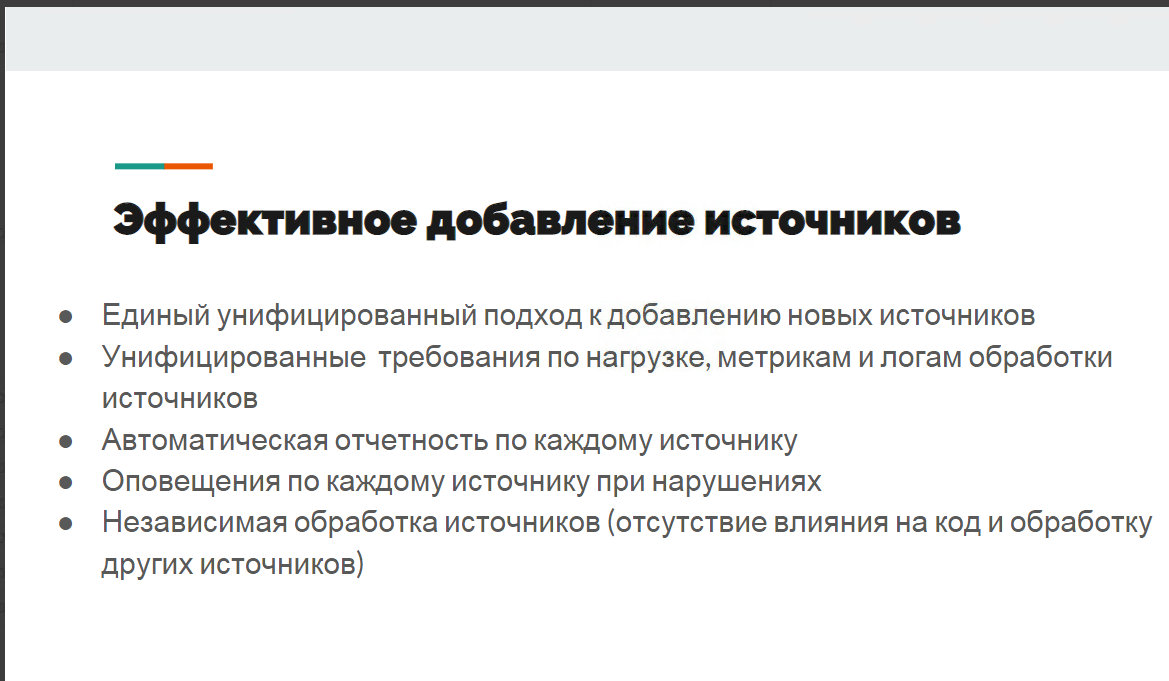 Эффективное добавление источников
● Единый унифицированный подход к добавлению новых источников
● Унифицированные  требования по нагрузке, метрикам и логам обработки
источников
● Автоматическая отчетность по каждому источнику
● Оповещения по каждому источнику при нарушениях
● Независимая обработка источников (отсутствие влияния на код и обработку
других источников)